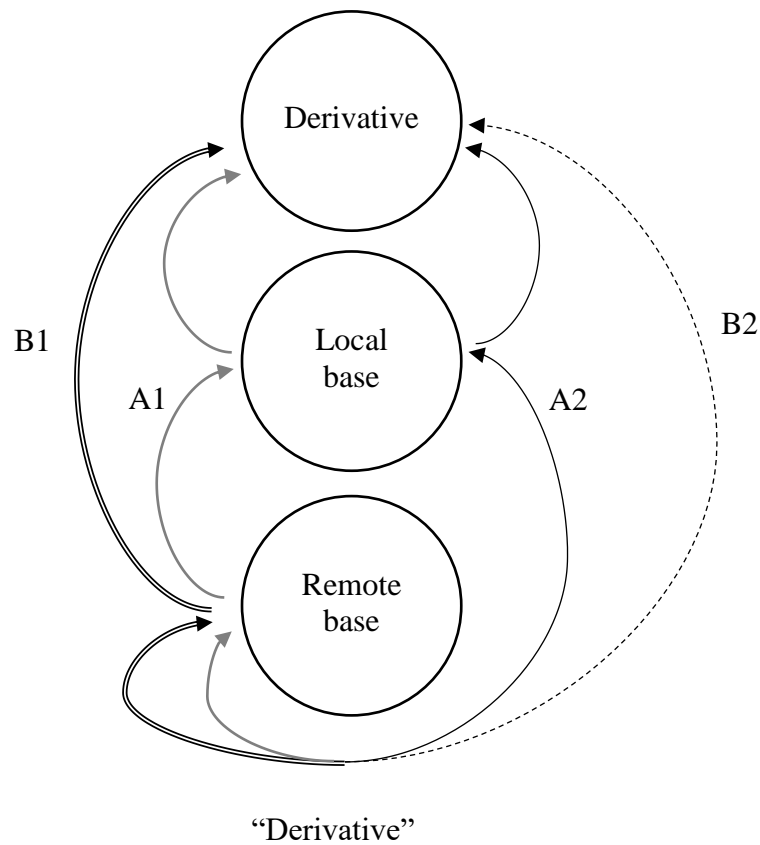 Derivative
B2
B1
Local
base
A1
A2
Remote
base
“Derivative”